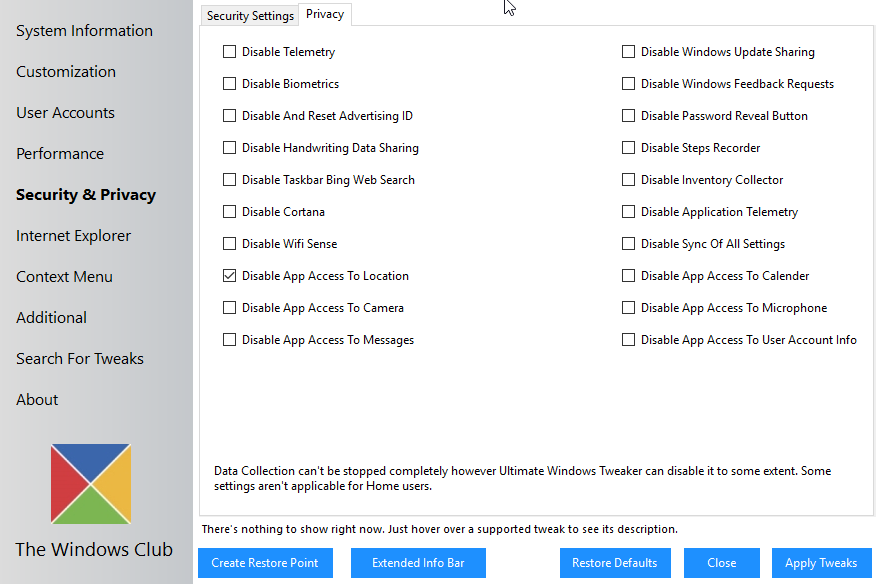 System Information
Customization
User Accounts
Performance
Security & Privacy
Internet Explorer
Context Menu
Additional
Search For Tweaks
About
The Windows Club
Security Settings
Privacy
Disable Telemetry
Disable Biometrics
Disable And Reset Advertising ID
Disable Handwriting Data Sharing
Disable Taskbar Bing Web Search
Disable Cortana
Disable Wifi Sense
Disable App Access To Location
Disable App Access To Camera
Disable App Access To Messages
Disable Windows Update Sharing
Disable Windows Feedback Requests
Disable Password Reveal Button
Disable Steps Recorder
Disable Inventory Collector
Disable Application Telemetry
Disable Sync Of All Settings
Disable App Access To Calender
Disable App Access To Microphone
Disable App Access To User Account Info
Data Collection can't be stopped completely however Ultimate Windows Tweaker can disable it to some extent. Some
settings aren't applicable for Home users.
There's nothing to show right now. Just hover over a supported tweak to see its description.
Create Restore Point
Extended Info Bar
Restore Defaults
Close
Apply Tweaks